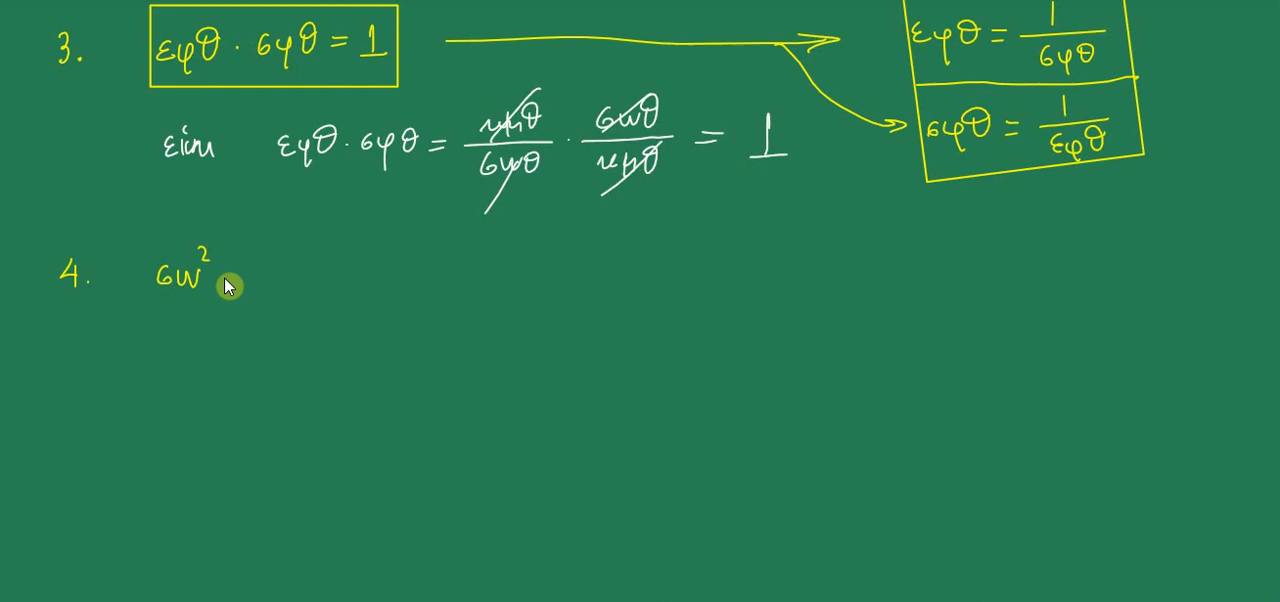 3. εφθ · σφθ = 1
εφθ = 1/σφθ
σφθ = 1/εφθ
είναι εφθ · σφθ = ημθ/συνθ · συνθ/ημθ = 1
4. συν²